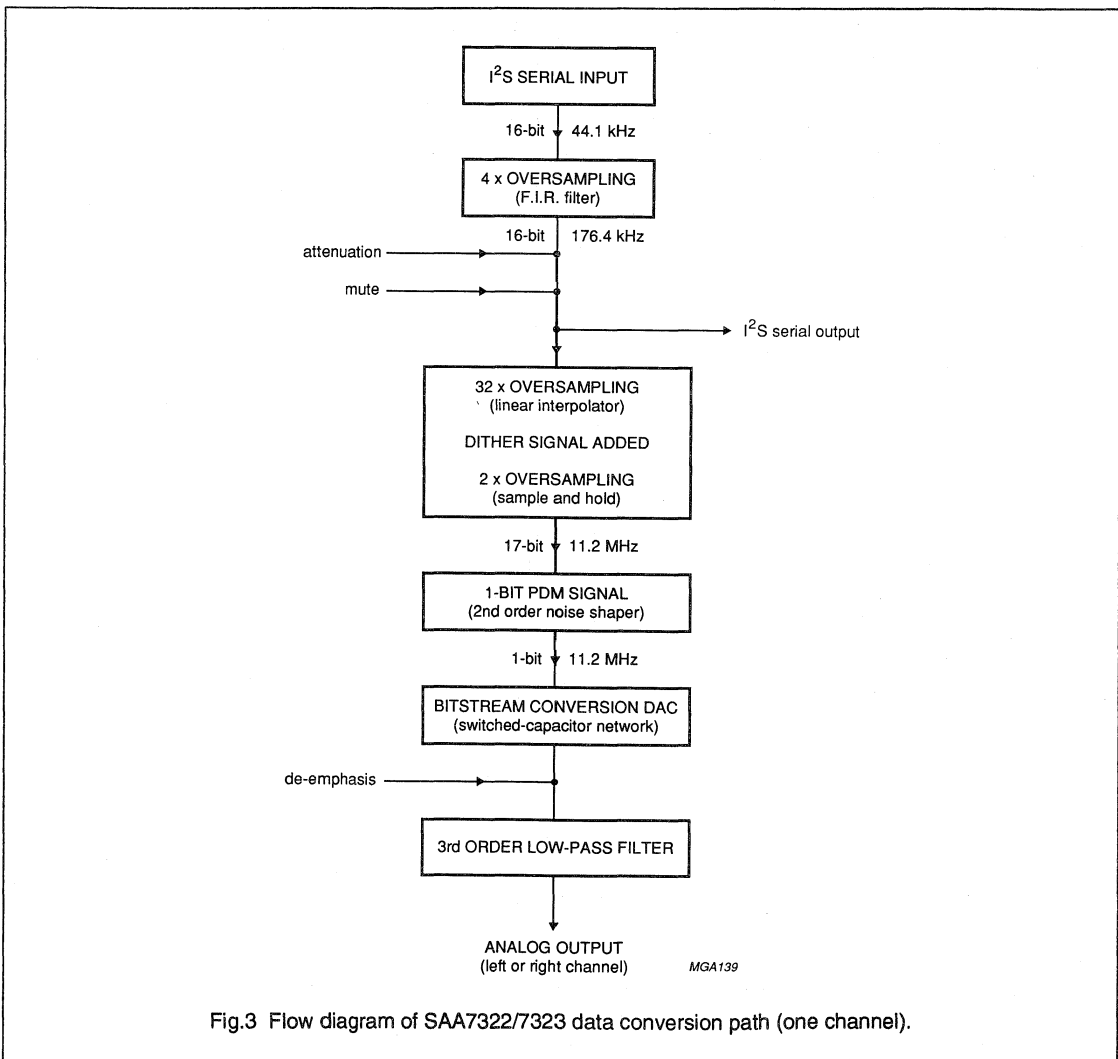 I²S SERIAL INPUT
16-bit 44.1 kHz
4 x OVERSAMPLING
(F.I.R. filter)
16-bit 176.4 kHz
attenuation
mute
I²S serial output
32 x OVERSAMPLING
(linear interpolator)
DITHER SIGNAL ADDED
2 x OVERSAMPLING
(sample and hold)
17-bit 11.2 MHz
1-BIT PDM SIGNAL
(2nd order noise shaper)
1-bit 11.2 MHz
BITSTREAM CONVERSION DAC
(switched-capacitor network)
de-emphasis
3rd ORDER LOW-PASS FILTER
ANALOG OUTPUT
(left or right channel)
MGA139
Fig.3 Flow diagram of SAA7322/7323 data conversion path (one channel).